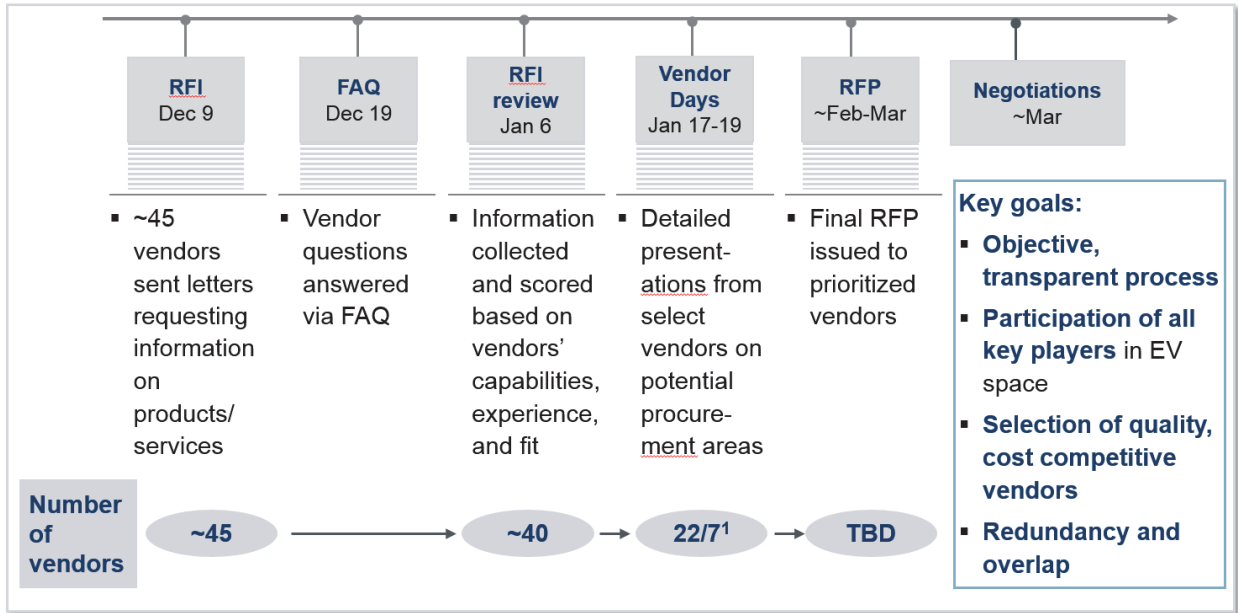 RFI
Dec 9
FAQ
Dec 19
RFI
review
Jan 6
Vendor
Days
Jan 17-19
RFP
~Feb-Mar
Negotiations
~Mar
▪ ~45
vendors
sent letters
requesting
information
on
products/
services
▪ Vendor
questions
answered
via FAQ
▪ Information
collected
and scored
based on
vendors’
capabilities,
experience,
and fit
▪ Detailed
present-
ations from
select
vendors on
potential
procure-
ment areas
▪ Final RFP
issued to
prioritized
vendors
Key goals:
▪ Objective,
transparent process
▪ Participation of all
key players in EV
space
▪ Selection of quality,
cost competitive
vendors
▪ Redundancy and
overlap
Number
of
vendors
~45
~40
22/7¹
TBD